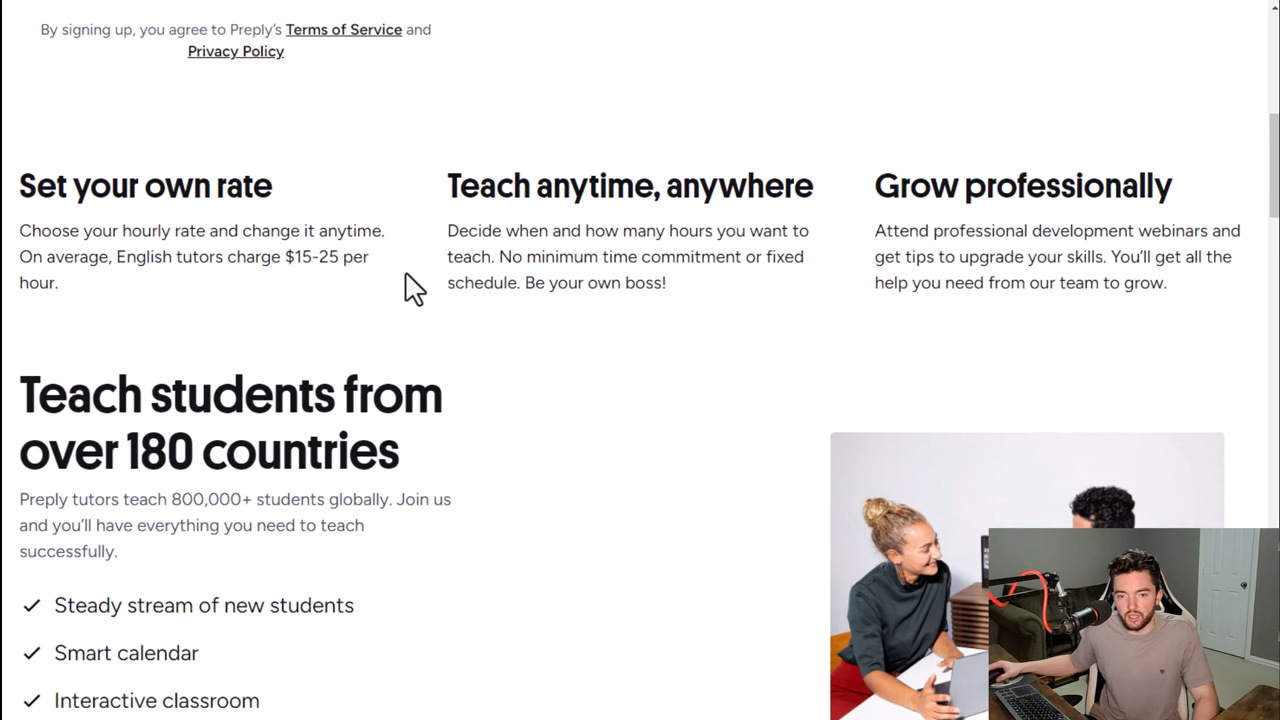 By signing up, you agree to Preply's Terms of Service and
Privacy Policy
Set your own rate
Choose your hourly rate and change it anytime.
On average, English tutors charge $15-25 per
hour.
Teach anytime, anywhere
Decide when and how many hours you want to
teach. No minimum time commitment or fixed
schedule. Be your own boss!
Grow professionally
Attend professional development webinars and
get tips to upgrade your skills. You'll get all the
help you need from our team to grow.
Teach students from
over 180 countries
Preply tutors teach 800,000+ students globally. Join us
and you'll have everything you need to teach
successfully.
Steady stream of new students
Smart calendar
Interactive classroom